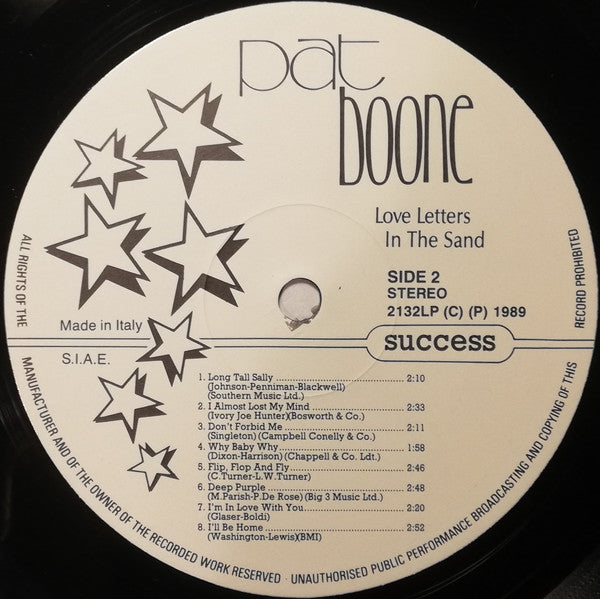 pat
boone
Love Letters
In The Sand
SIDE 2
STEREO
2132LP (C) (P) 1989
Made in Italy
S.I.A.E.
success
1. Long Tall Sally ........ 2:10
(Johnson-Penniman-Blackwell)
(Southern Music Ltd.)
2. I Almost Lost My Mind ........ 2:33
(Ivory Joe Hunter)(Bosworth & Co.)
3. Don't Forbid Me ........ 2:11
(Singleton)(Campbell Conelly & Co.
4. Why Baby Why ........ 1:58
(Dixon-Harrison)(Chappell & Co. Ldt.)
5. Flip, Flop And Fly ........ 2:46
(C.Turner-L.W.Turner)
6. Deep Purple ........ 2:48
(M.Parish-P.De Rose)(Big 3 Music Ltd.)
7. I'm In Love With You ........ 2:20
(Glaser-Boldi)
8. I'll Be Home ........ 2:52
(Washington-Lewis)(BMI)
ALL RIGHTS OF THE MANUFACTURER AND OF THE OWNER OF THE RECORDED WORK RESERVED · UNAUTHORISED PUBLIC PERFORMANCE BROADCASTING AND COPYING OF THIS RECORD PROHIBITED